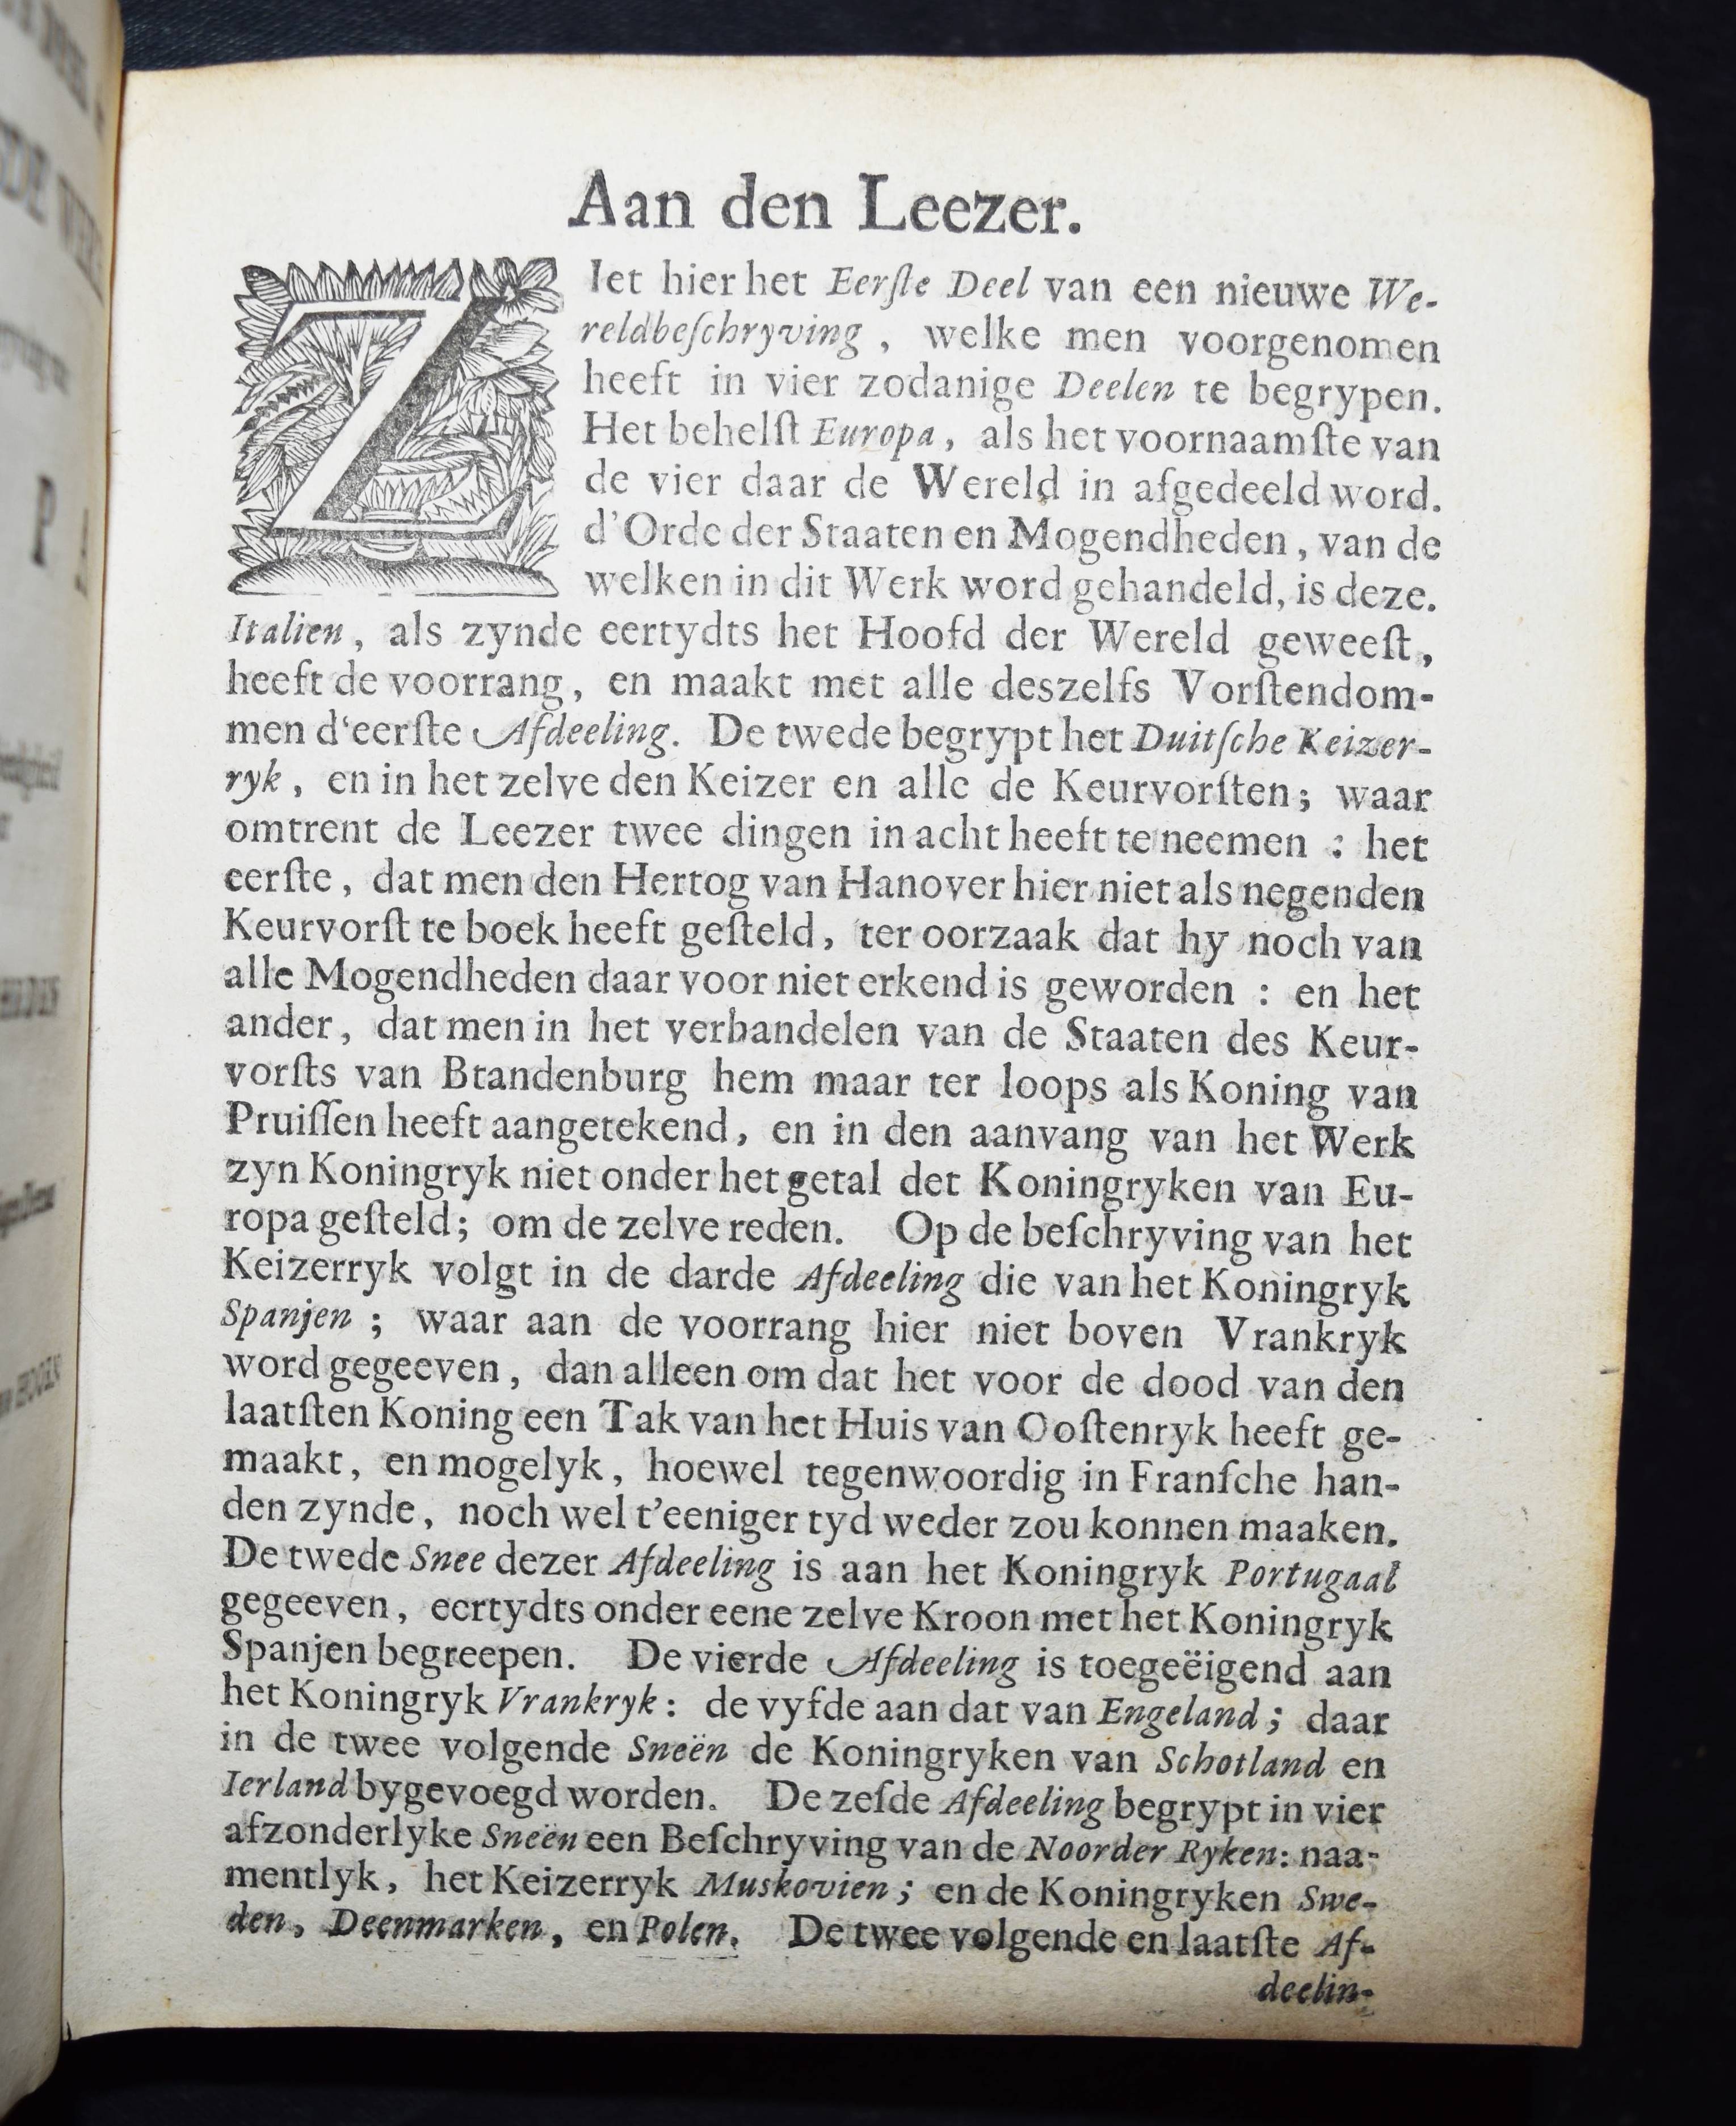 Aan den Leezer.
ZIet hier het Eerſte Deel van een nieuwe We-
reldbeſchryving, welke men voorgenomen
heeft in vier zodanige Deelen te begrypen.
Het behelſt Europa, als het voornaamſte van
de vier daar de Wereld in afgedeeld word.
d'Orde der Staaten en Mogendheden, van de
welken in dit Werk word gehandeld, is deze.
Italien, als zynde eertydts het Hoofd der Wereld geweeſt,
heeft de voorrang, en maakt met alle deszelfs Vorſtendom-
men d‘eerſte Afdeeling. De twede begrypt het Duitſche Keizer-
ryk, en in het zelve den Keizer en alle de Keurvorſten; waar
omtrent de Leezer twee dingen in acht heeft te neemen : het
eerſte, dat men den Hertog van Hanover hier niet als negenden
Keurvorſt te boek heeft geſteld, ter oorzaak dat hy noch van
alle Mogendheden daar voor niet erkend is geworden : en het
ander, dat men in het verhandelen van de Staaten des Keur-
vorſts van Brandenburg hem maar ter loops als Koning van
Pruiſſen heeft aangetekend, en in den aanvang van het Werk
zyn Koningryk niet onder het getal det Koningryken van Eu-
ropa geſteld; om de zelve reden. Op de beſchryving van het
Keizerryk volgt in de darde Afdeeling die van het Koningryk
Spanjen ; waar aan de voorrang hier niet boven Vrankryk
word gegeeven, dan alleen om dat het voor de dood van den
laatſten Koning een Tak van het Huis van Ooſtenryk heeft ge-
maakt, en mogelyk, hoewel tegenwoordig in Franſche han-
den zynde, noch wel t'eeniger tyd weder zou konnen maaken.
De twede Snee dezer Afdeeling is aan het Koningryk Portugaal
gegeeven, eertydts onder eene zelve Kroon met het Koningryk
Spanjen begreepen. De vierde Afdeeling is toegeëigend aan
het Koningryk Vrankryk: de vyfde aan dat van Engeland; daar
in de twee volgende Sneën de Koningryken van Schotland en
Ierland bygevoegd worden. De zeſde Afdeeling begrypt in vier
afzonderlyke Sneën een Beſchryving van de Noorder Ryken: naa-
mentlyk, het Keizerryk Muskovien; en de Koningryken Swe-
den, Deenmarken, en Polen. De twee volgende en laatſte Af-
deelin-